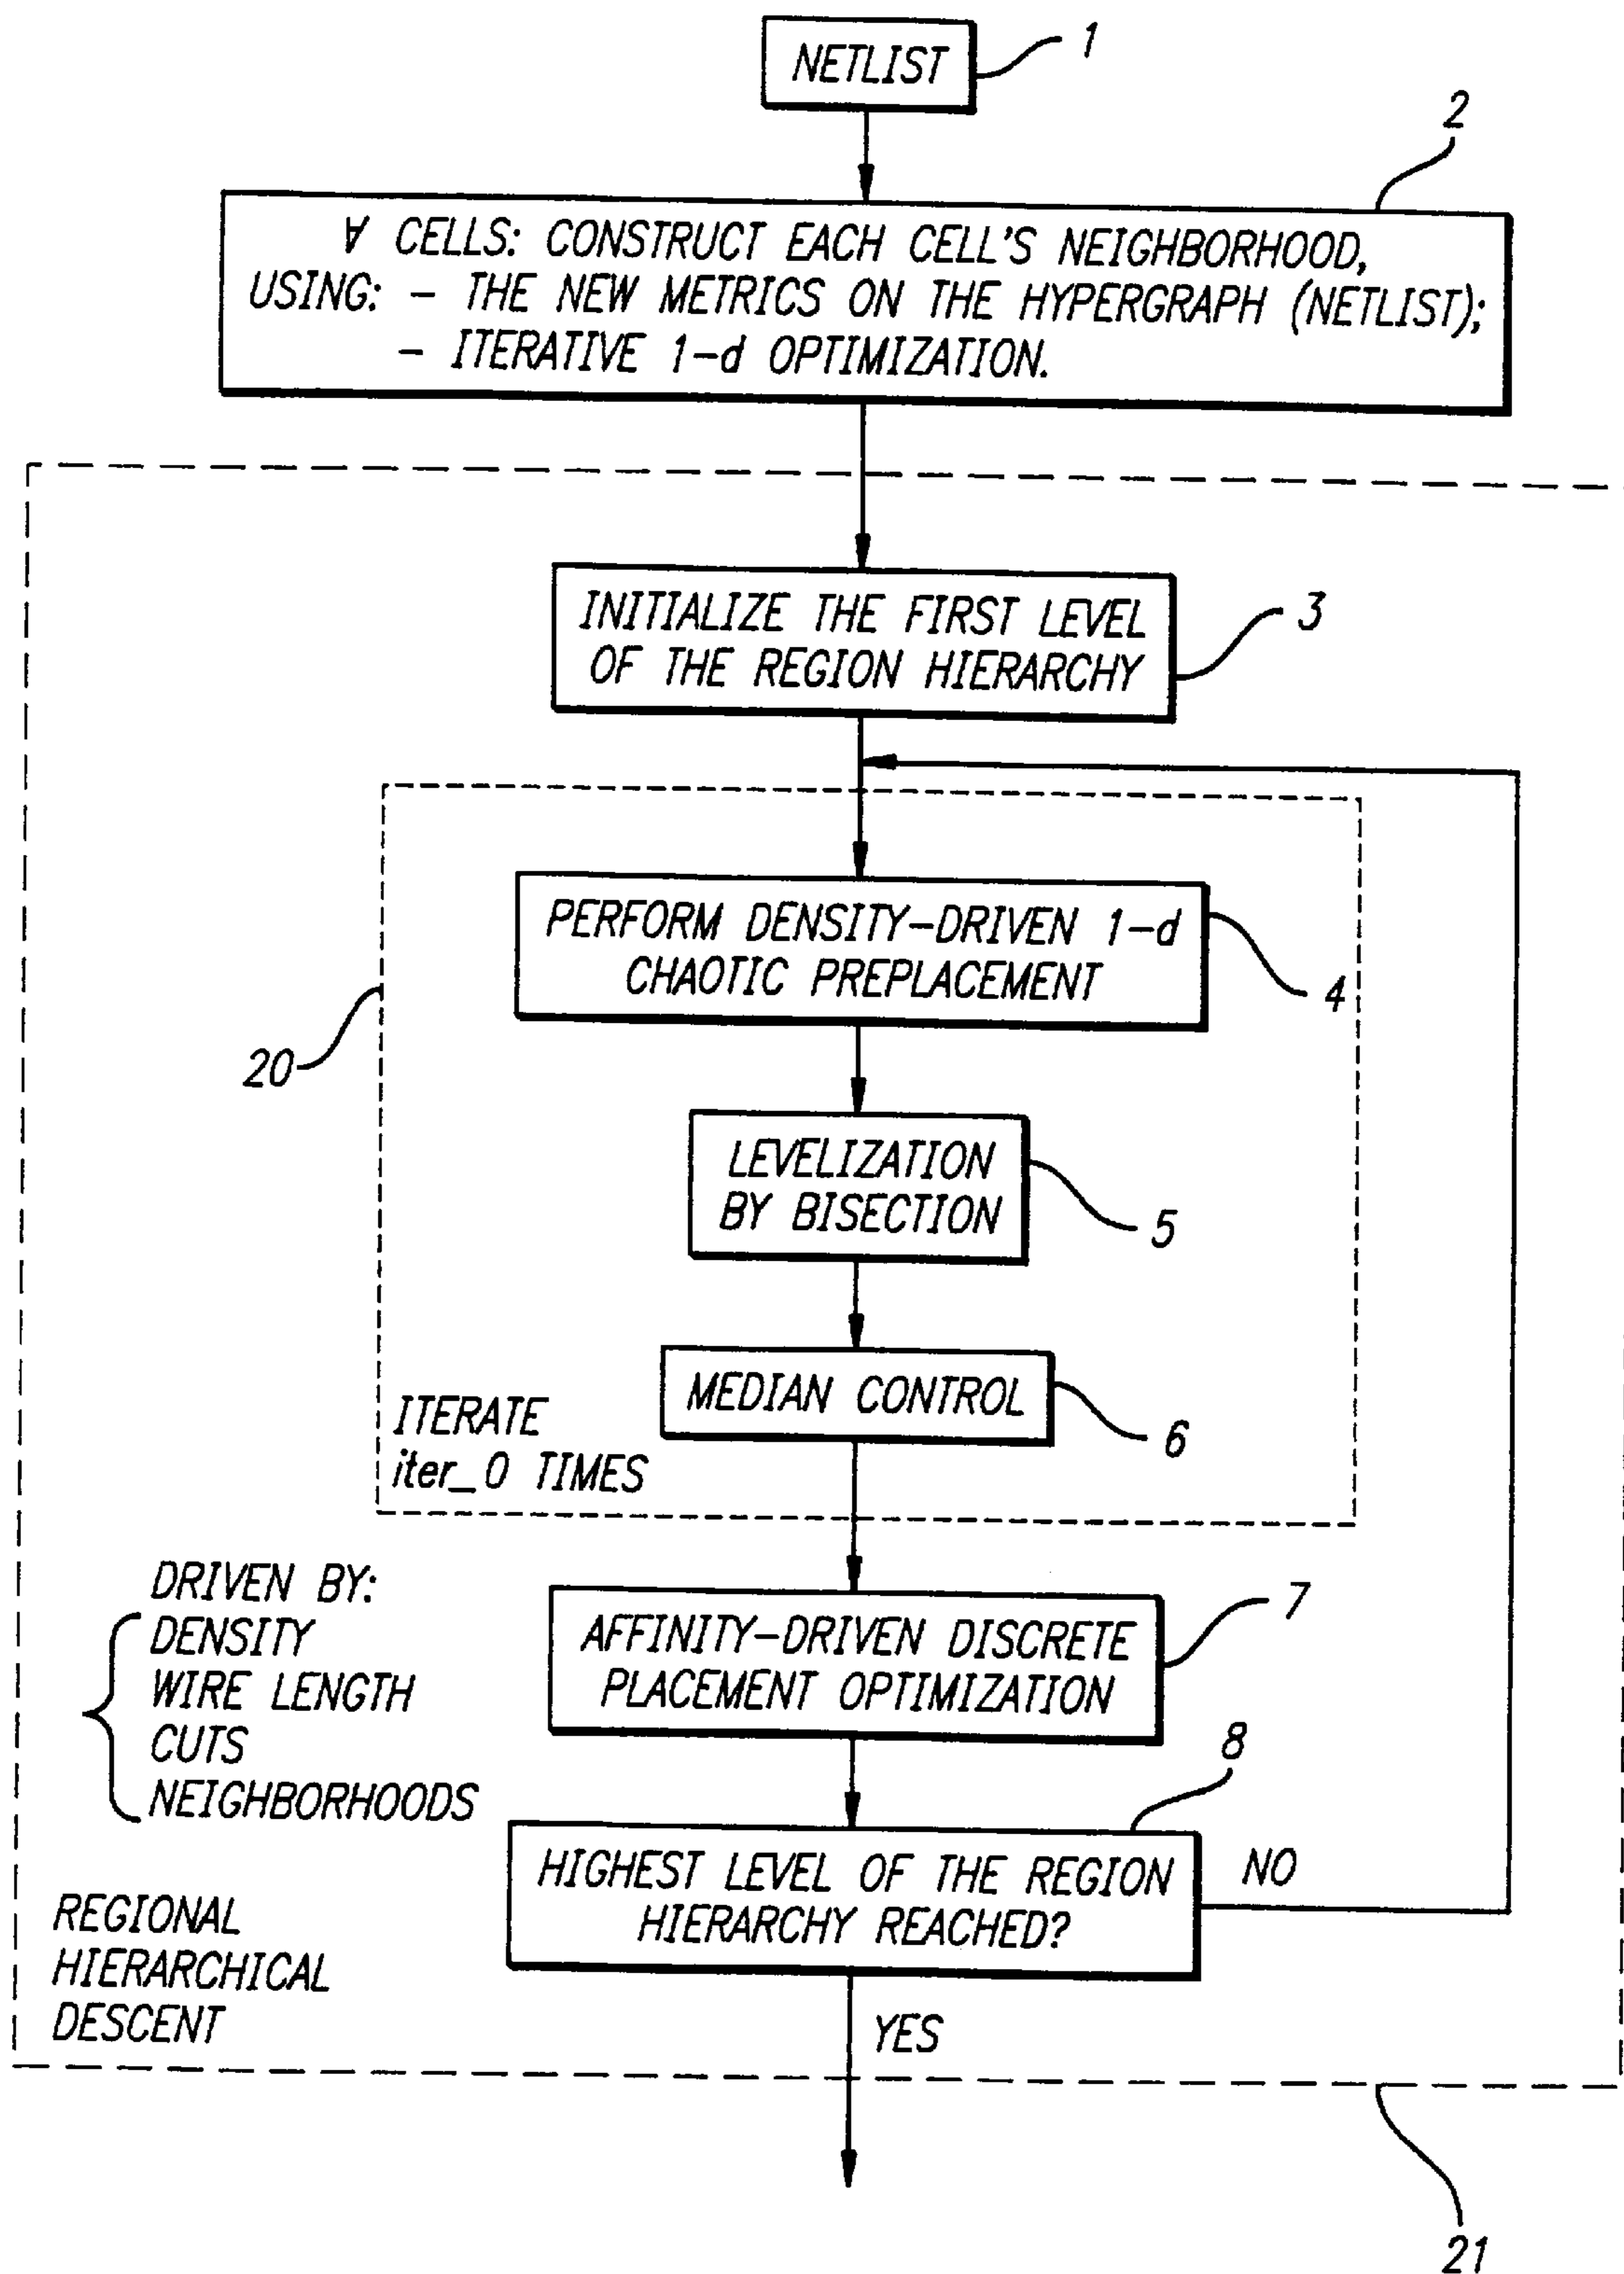 NETLIST
1
2
∀ CELLS: CONSTRUCT EACH CELL'S NEIGHBORHOOD,
USING: – THE NEW METRICS ON THE HYPERGRAPH (NETLIST);
– ITERATIVE 1-d OPTIMIZATION.
INITIALIZE THE FIRST LEVEL
OF THE REGION HIERARCHY
3
PERFORM DENSITY-DRIVEN 1-d
CHAOTIC PREPLACEMENT
4
20
LEVELIZATION
BY BISECTION
5
MEDIAN CONTROL
6
ITERATE
iter_0 TIMES
DRIVEN BY:
DENSITY
WIRE LENGTH
CUTS
NEIGHBORHOODS
AFFINITY-DRIVEN DISCRETE
PLACEMENT OPTIMIZATION
7
8
HIGHEST LEVEL OF THE REGION
HIERARCHY REACHED?
NO
REGIONAL
HIERARCHICAL
DESCENT
YES
21